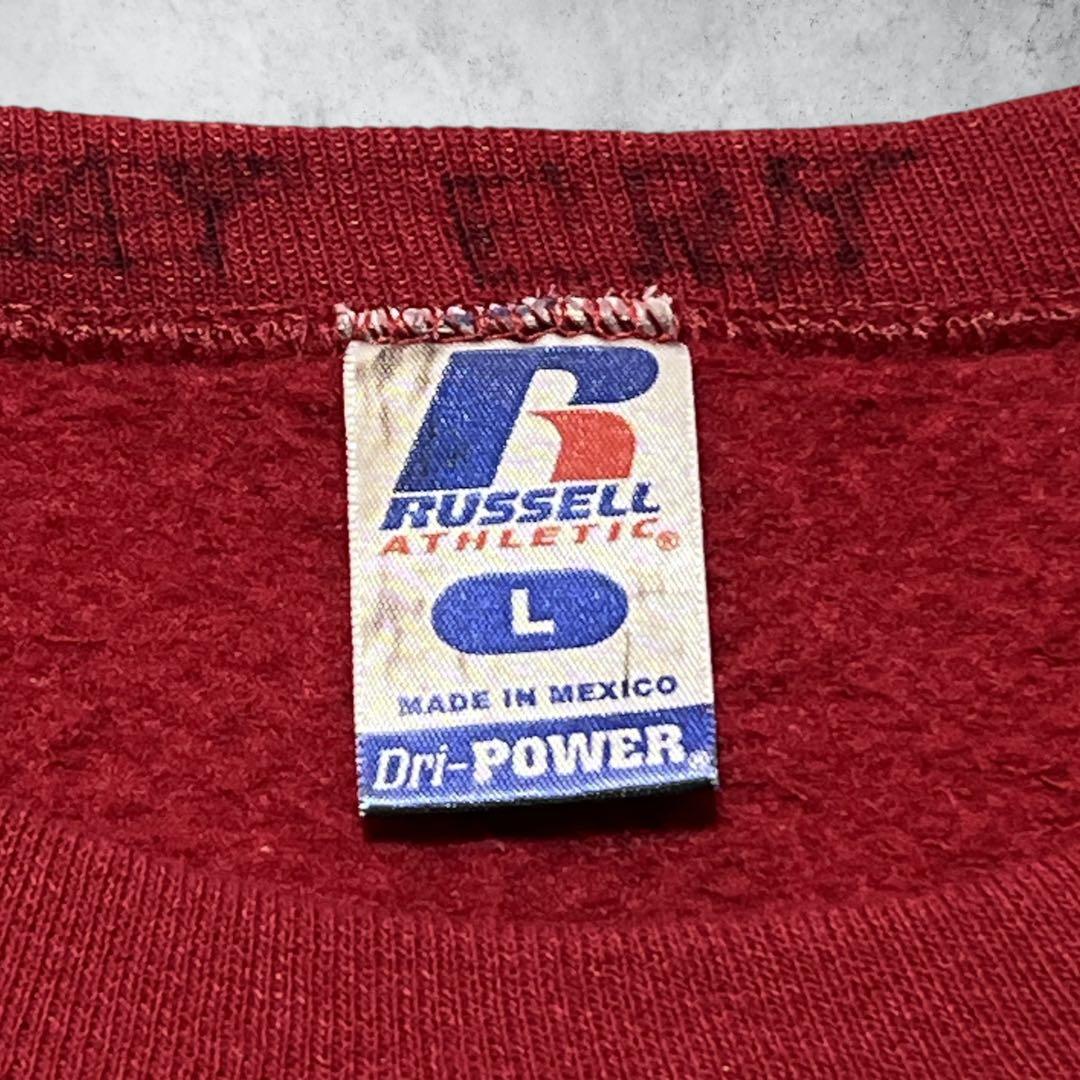 RUSSELL
ATHLETIC®
L
MADE IN MEXICO
Dri-POWER®